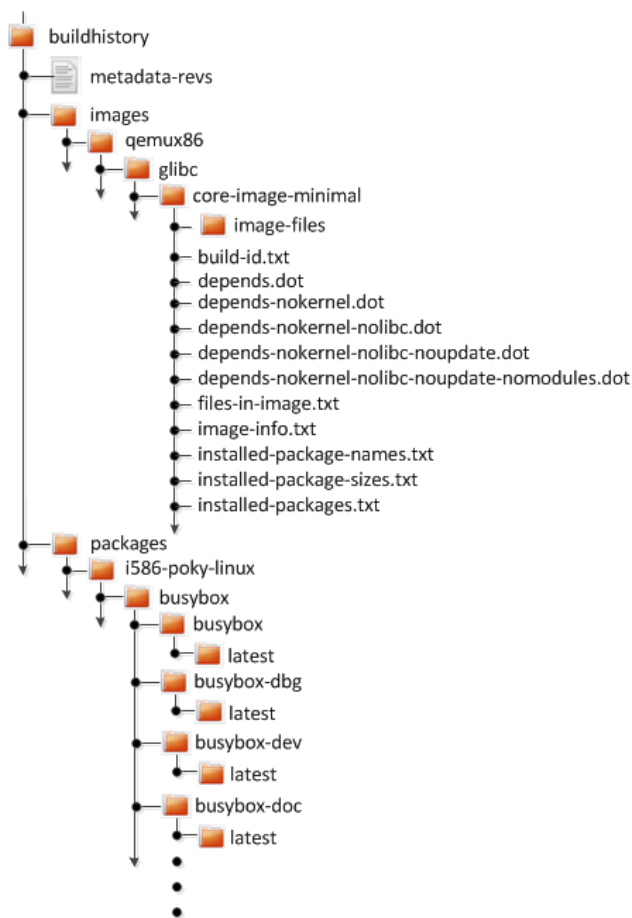 buildhistory
metadata-revs
images
qemux86
glibc
core-image-minimal
image-files
build-id.txt
depends.dot
depends-nokernel.dot
depends-nokernel-nolibc.dot
depends-nokernel-nolibc-noupdate.dot
depends-nokernel-nolibc-noupdate-nomodules.dot
files-in-image.txt
image-info.txt
installed-package-names.txt
installed-package-sizes.txt
installed-packages.txt
packages
i586-poky-linux
busybox
busybox
latest
busybox-dbg
latest
busybox-dev
latest
busybox-doc
latest